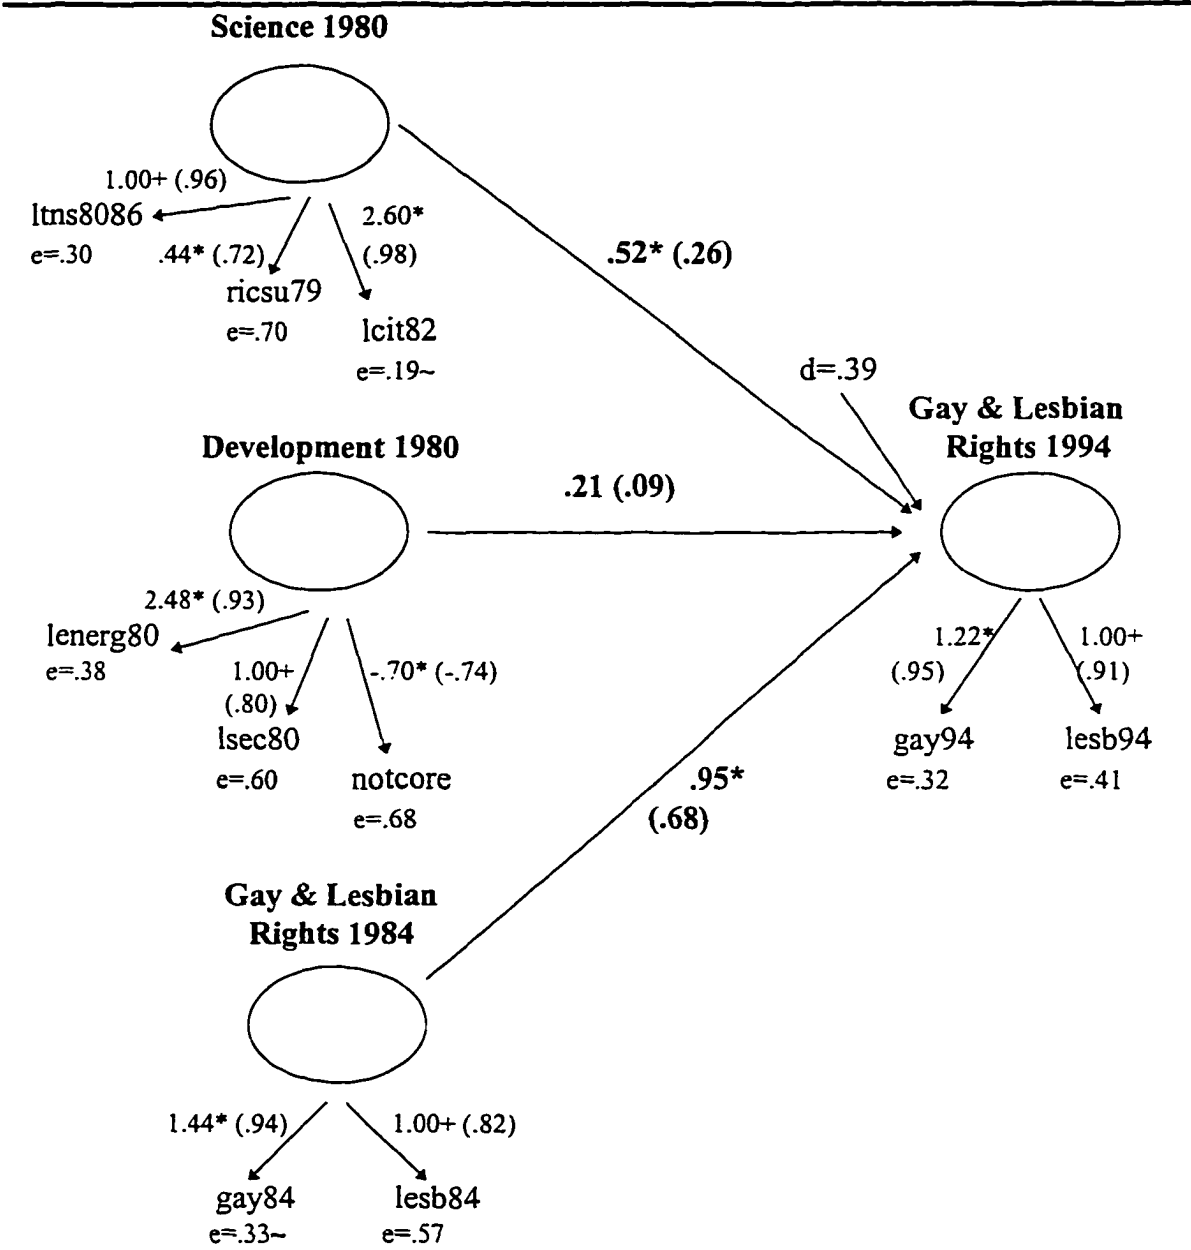 Science 1980
1.00+ (.96)
ltns8086
e=.30
.44* (.72)
2.60*
(.98)
ricsu79
e=.70
lcit82
e=.19~
.52* (.26)
d=.39
Gay & Lesbian
Rights 1994
Development 1980
.21 (.09)
2.48* (.93)
lenerg80
e=.38
1.00+
(.80)
-.70* (-.74)
lsec80
e=.60
notcore
e=.68
1.22*
(.95)
1.00+
(.91)
gay94
e=.32
lesb94
e=.41
.95*
(.68)
Gay & Lesbian
Rights 1984
1.44* (.94)
1.00+ (.82)
gay84
e=.33~
lesb84
e=.57